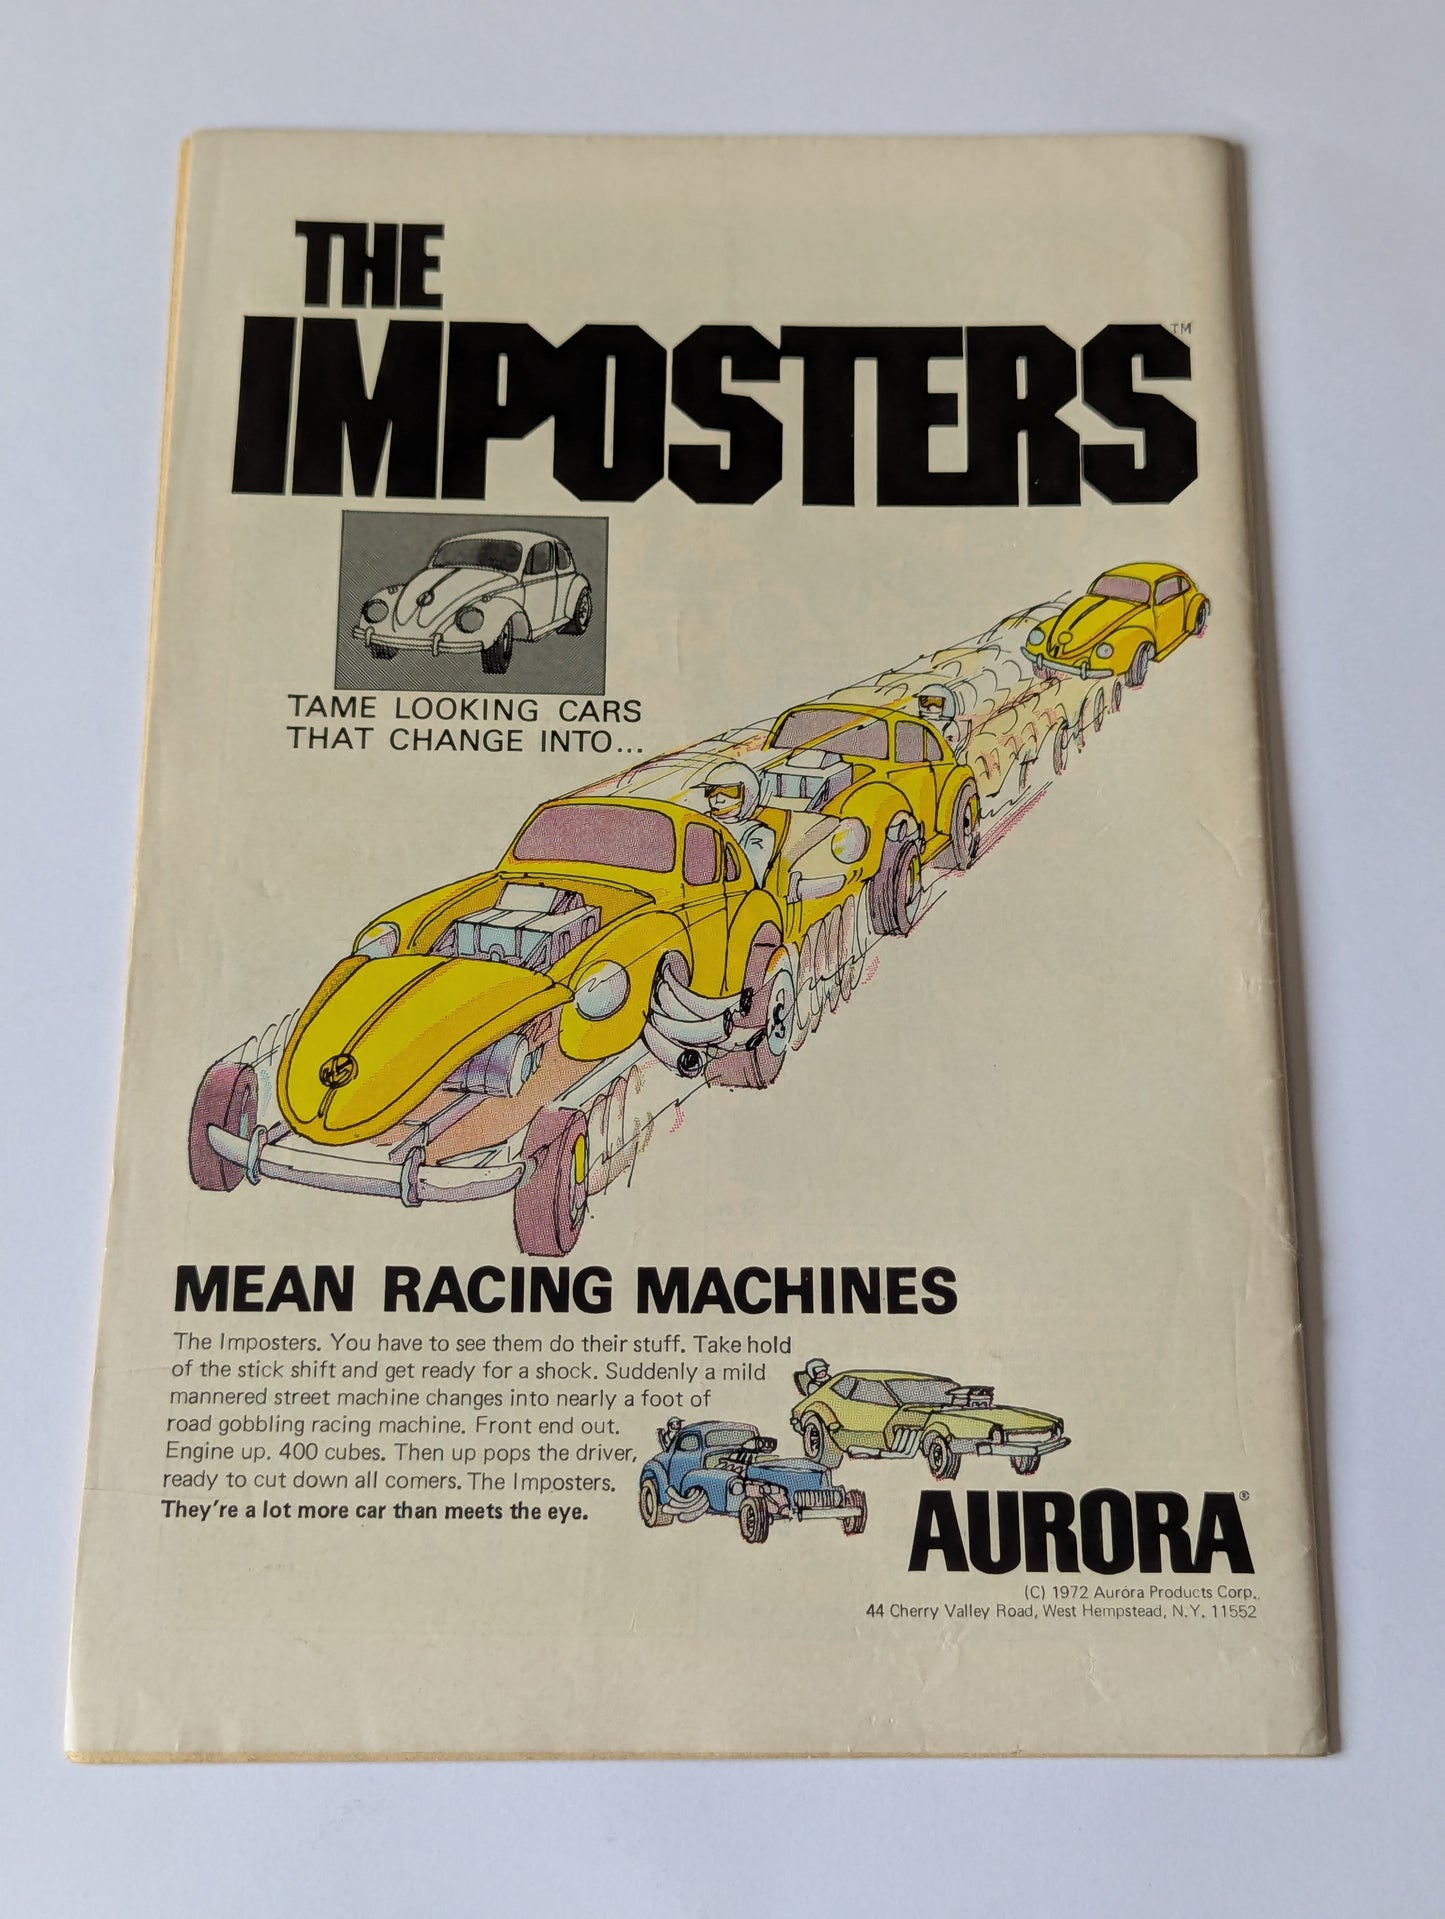 THE
IMPOSTERS™
TAME LOOKING CARS
THAT CHANGE INTO...
MEAN RACING MACHINES
The Imposters. You have to see them do their stuff. Take hold
of the stick shift and get ready for a shock. Suddenly a mild
mannered street machine changes into nearly a foot of
road gobbling racing machine. Front end out.
Engine up. 400 cubes. Then up pops the driver,
ready to cut down all comers. The Imposters.
They're a lot more car than meets the eye.
AURORA®
(C) 1972 Aurora Products Corp.
44 Cherry Valley Road, West Hempstead, N.Y. 11552